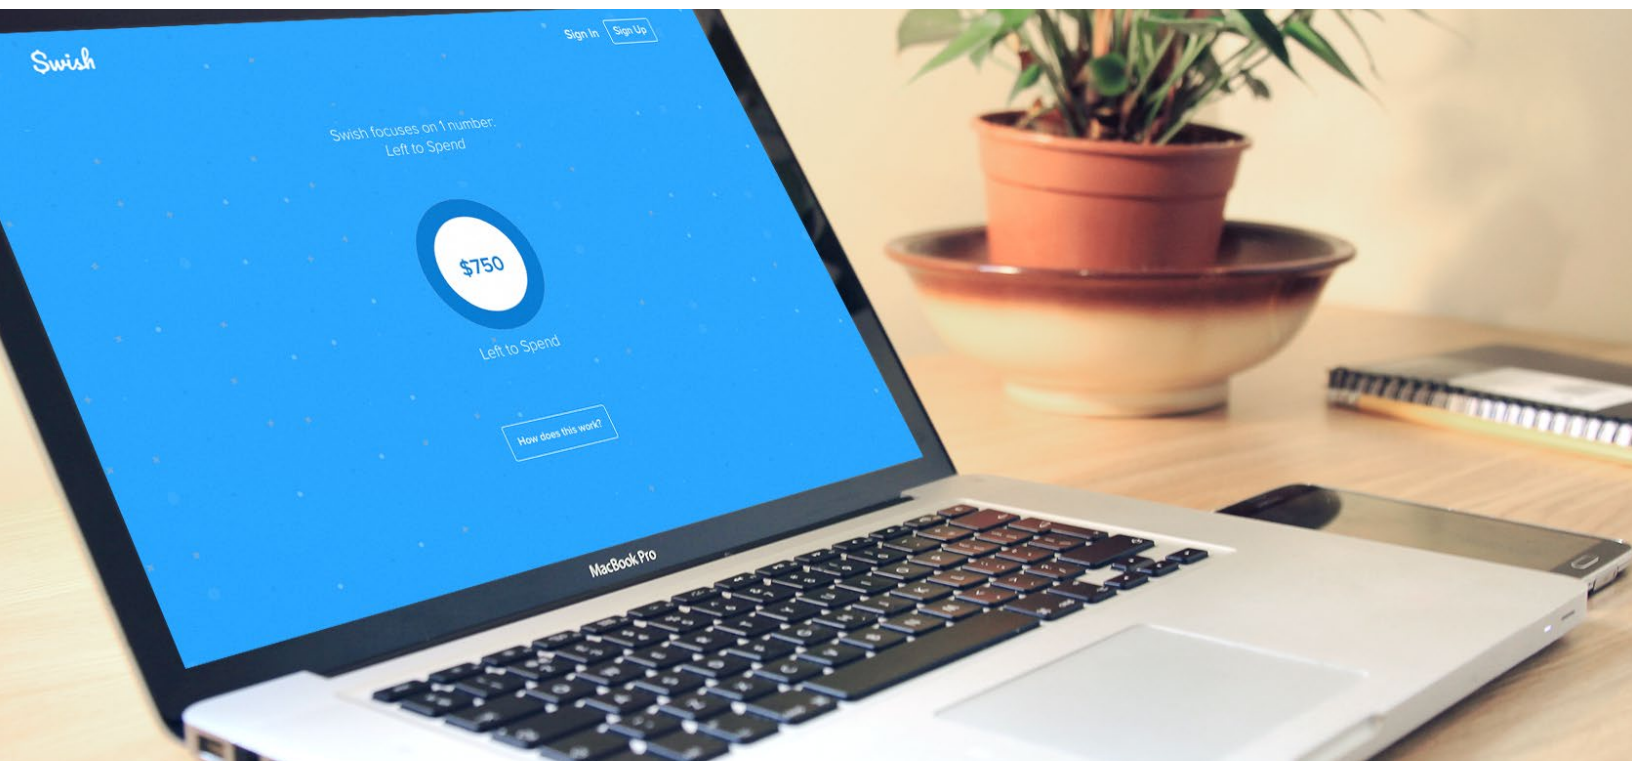 Swish
Sign In
Sign Up
Swish focuses on 1 number:
Left to Spend
$750
Left to Spend
How does this work?
MacBook Pro